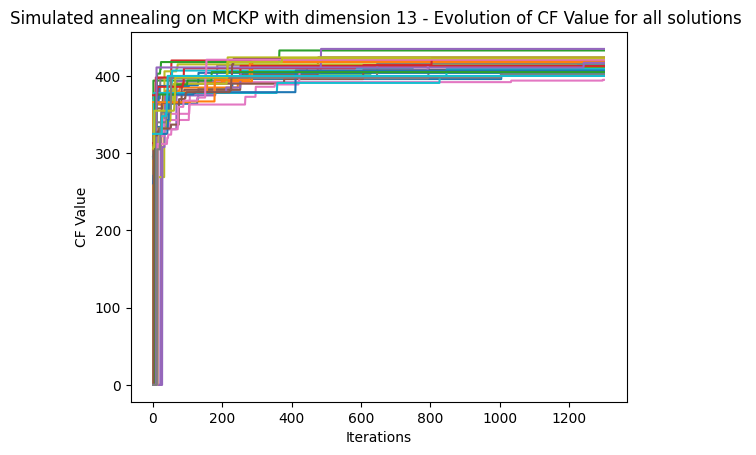 Simulated annealing on MCKP with dimension 13 - Evolution of CF Value for all solutions
400
300
200
100
0
CF Value
0 200 400 600 800 1000 1200
Iterations